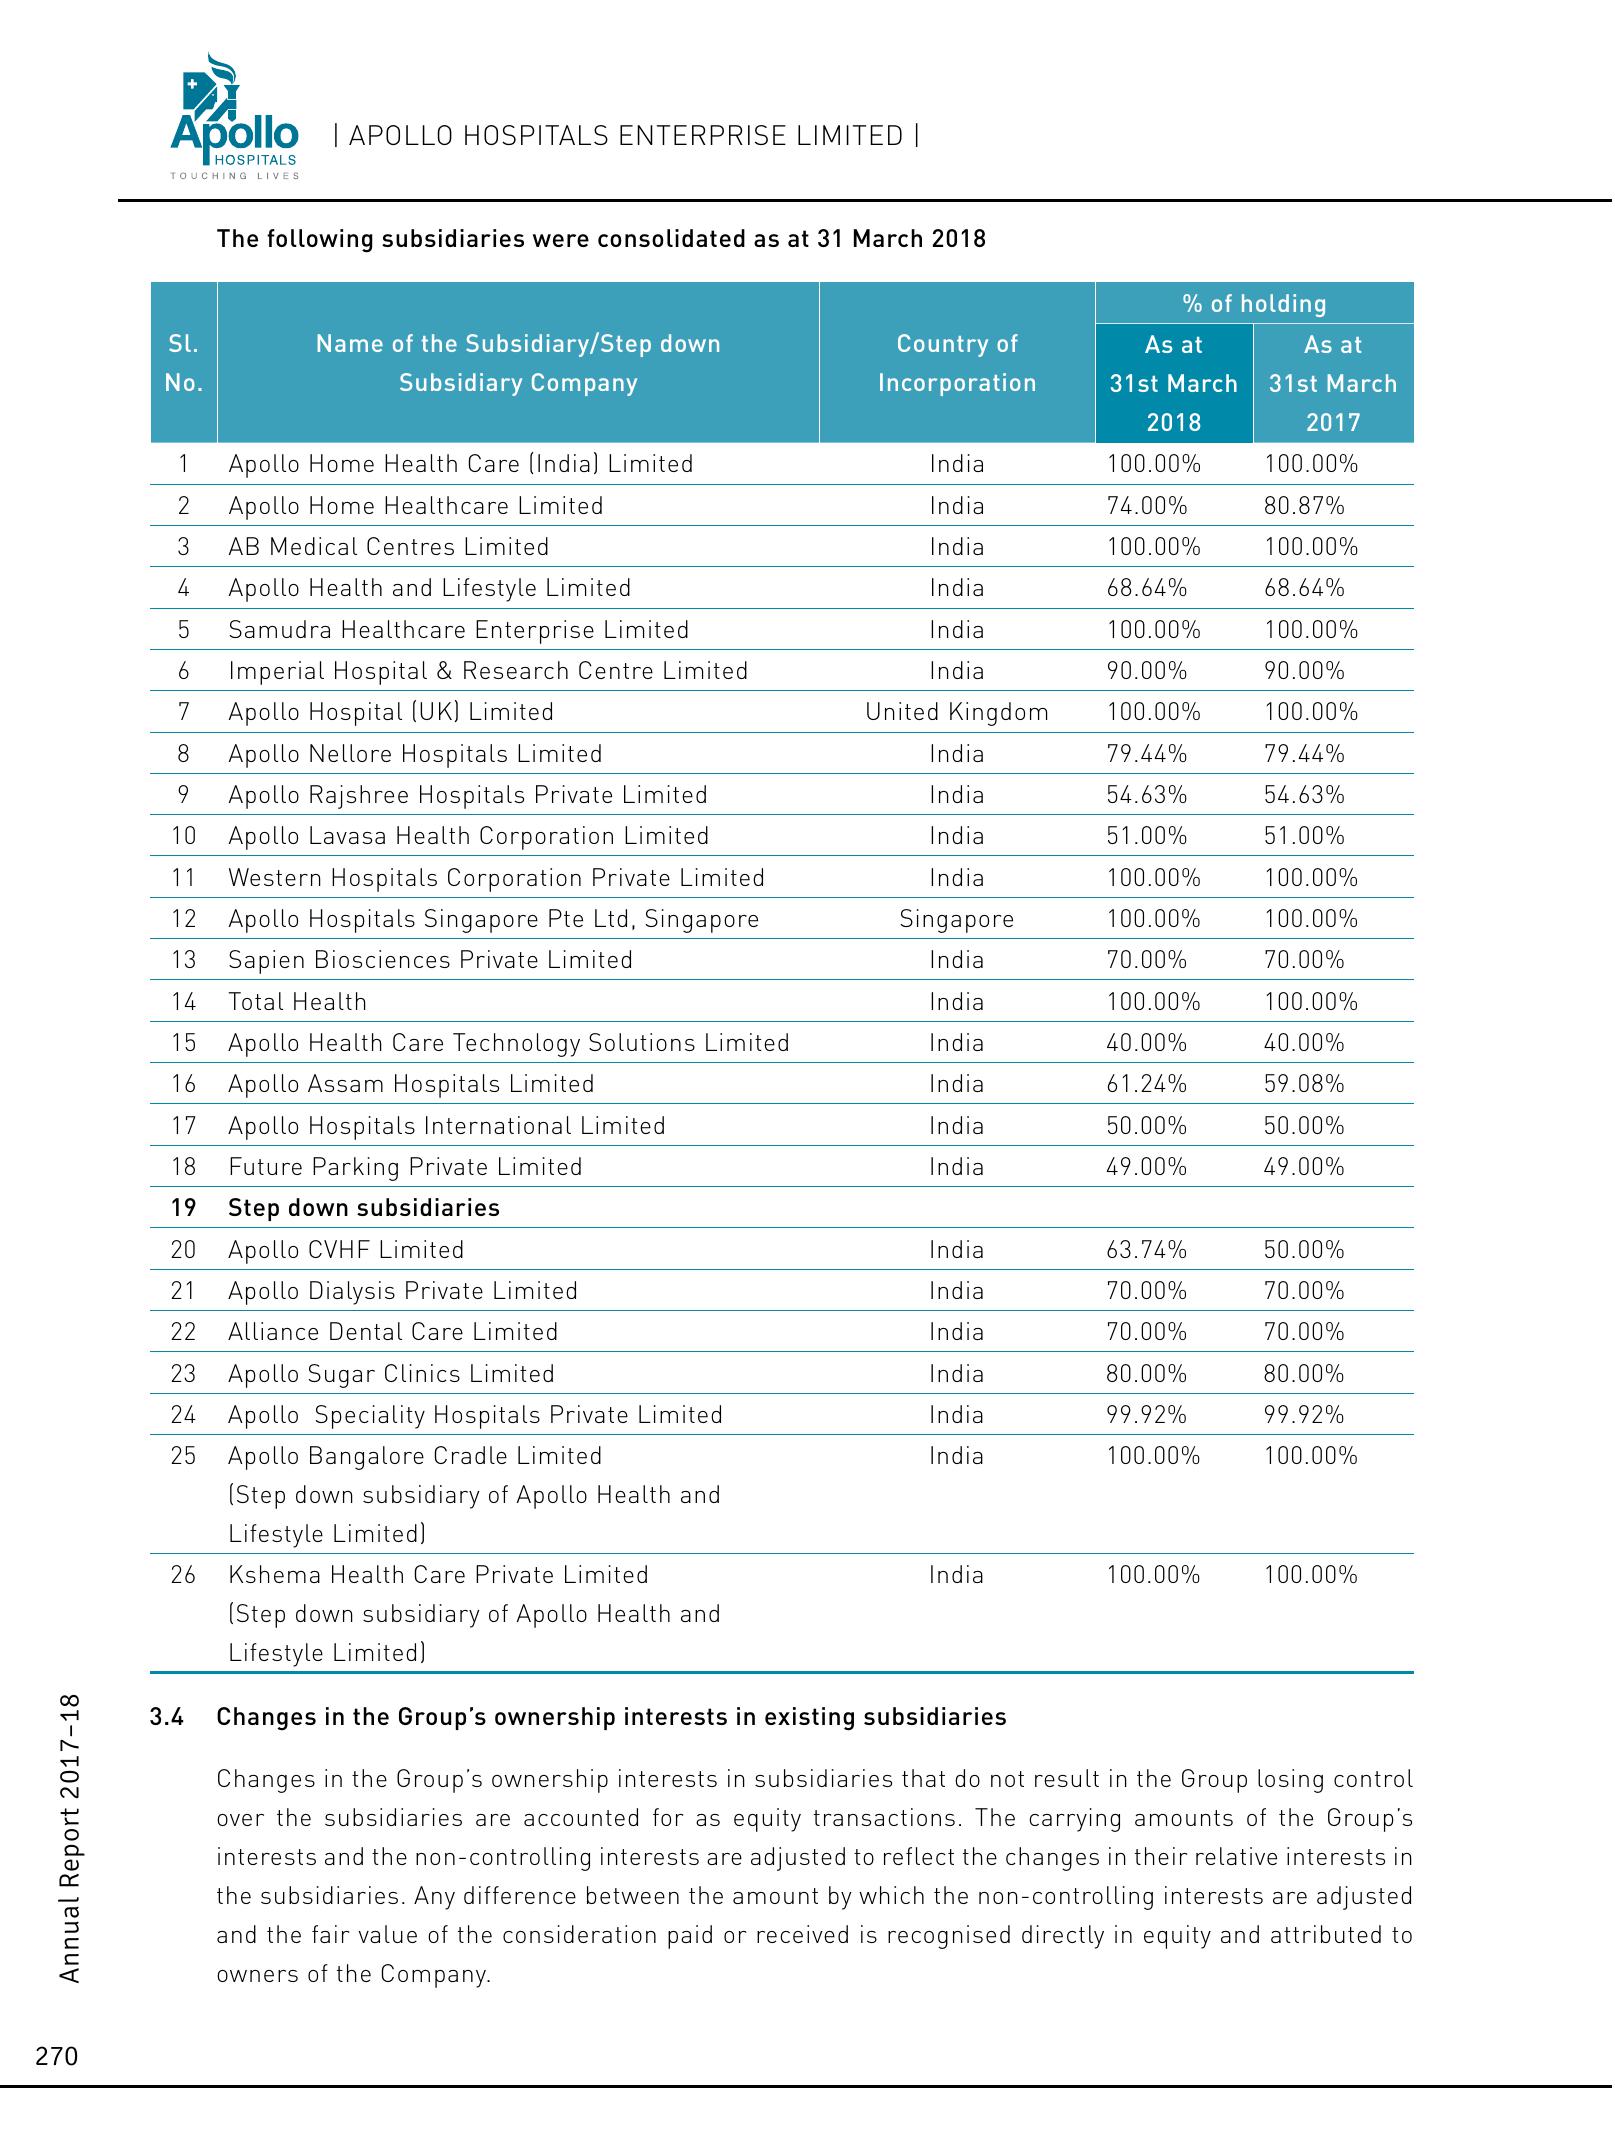 Apollo
HOSPITALS
TOUCHING LIVES
| APOLLO HOSPITALS ENTERPRISE LIMITED |
The following subsidiaries were consolidated as at 31 March 2018
Sl. No. Name of the Subsidiary/Step down Subsidiary Company Country of Incorporation % of holding
As at 31st March 2018 As at 31st March 2017
1 Apollo Home Health Care (India) Limited India 100.00% 100.00%
2 Apollo Home Healthcare Limited India 74.00% 80.87%
3 AB Medical Centres Limited India 100.00% 100.00%
4 Apollo Health and Lifestyle Limited India 68.64% 68.64%
5 Samudra Healthcare Enterprise Limited India 100.00% 100.00%
6 Imperial Hospital & Research Centre Limited India 90.00% 90.00%
7 Apollo Hospital (UK) Limited United Kingdom 100.00% 100.00%
8 Apollo Nellore Hospitals Limited India 79.44% 79.44%
9 Apollo Rajshree Hospitals Private Limited India 54.63% 54.63%
10 Apollo Lavasa Health Corporation Limited India 51.00% 51.00%
11 Western Hospitals Corporation Private Limited India 100.00% 100.00%
12 Apollo Hospitals Singapore Pte Ltd, Singapore Singapore 100.00% 100.00%
13 Sapien Biosciences Private Limited India 70.00% 70.00%
14 Total Health India 100.00% 100.00%
15 Apollo Health Care Technology Solutions Limited India 40.00% 40.00%
16 Apollo Assam Hospitals Limited India 61.24% 59.08%
17 Apollo Hospitals International Limited India 50.00% 50.00%
18 Future Parking Private Limited India 49.00% 49.00%
19 Step down subsidiaries
20 Apollo CVHF Limited India 63.74% 50.00%
21 Apollo Dialysis Private Limited India 70.00% 70.00%
22 Alliance Dental Care Limited India 70.00% 70.00%
23 Apollo Sugar Clinics Limited India 80.00% 80.00%
24 Apollo Speciality Hospitals Private Limited India 99.92% 99.92%
25 Apollo Bangalore Cradle Limited India 100.00% 100.00%
(Step down subsidiary of Apollo Health and
Lifestyle Limited)
26 Kshema Health Care Private Limited India 100.00% 100.00%
(Step down subsidiary of Apollo Health and
Lifestyle Limited)
3.4 Changes in the Group's ownership interests in existing subsidiaries
Changes in the Group's ownership interests in subsidiaries that do not result in the Group losing control
over the subsidiaries are accounted for as equity transactions. The carrying amounts of the Group's
interests and the non-controlling interests are adjusted to reflect the changes in their relative interests in
the subsidiaries. Any difference between the amount by which the non-controlling interests are adjusted
and the fair value of the consideration paid or received is recognised directly in equity and attributed to
owners of the Company.
Annual Report 2017–18
270